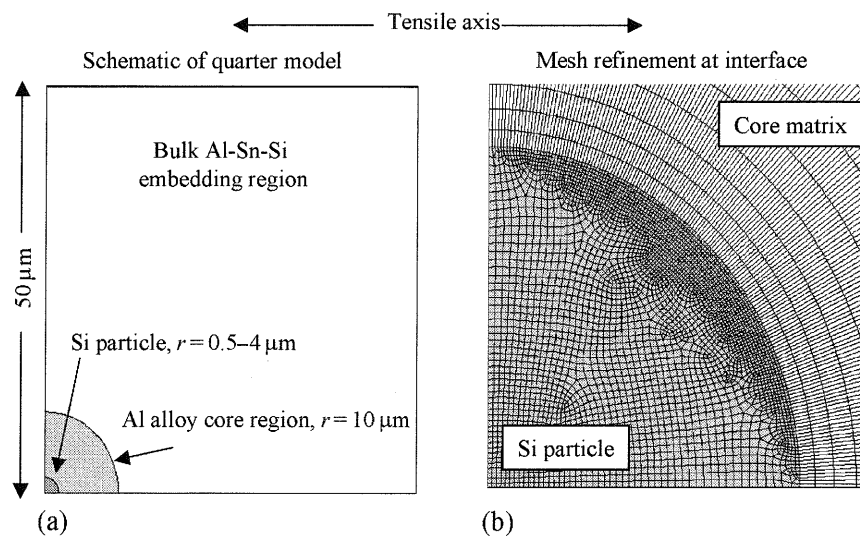 Tensile axis
Schematic of quarter model
Mesh refinement at interface
Bulk Al-Sn-Si
embedding region
Core matrix
50 µm
Si particle, r = 0.5–4 µm
Al alloy core region, r = 10 µm
Si particle
(a)
(b)